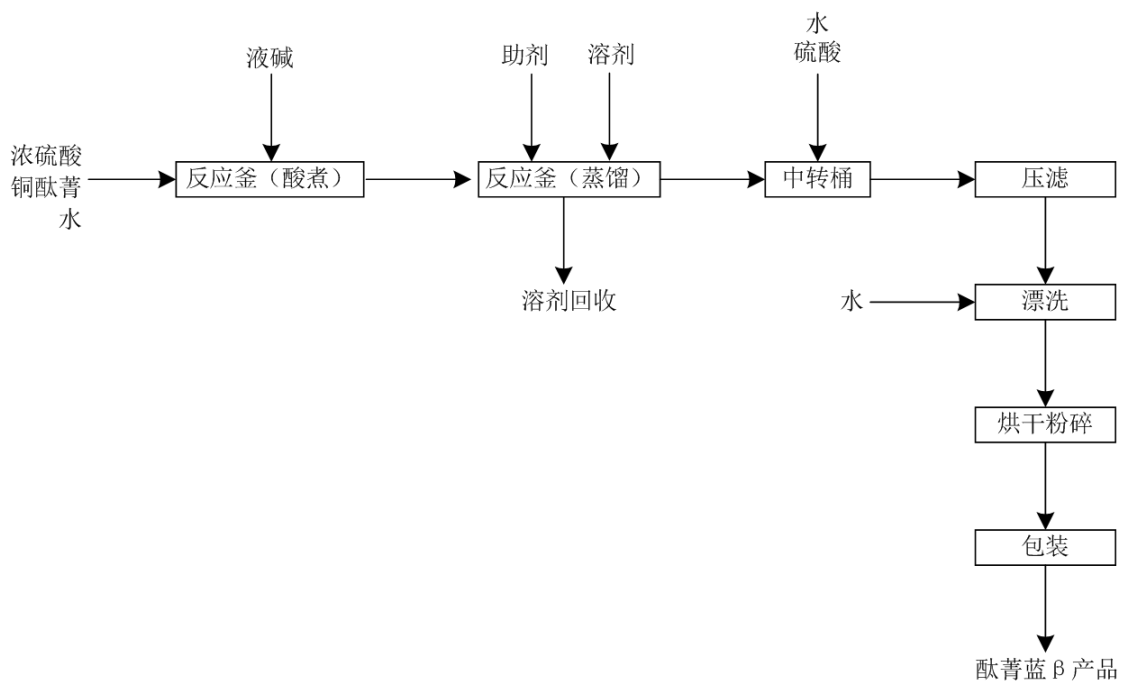 水
硫酸
液碱
助剂
溶剂
浓硫酸
铜酞菁
水
反应釜（酸煮）
反应釜（蒸馏）
中转桶
压滤
溶剂回收
水
漂洗
烘干粉碎
包装
酞菁蓝β产品